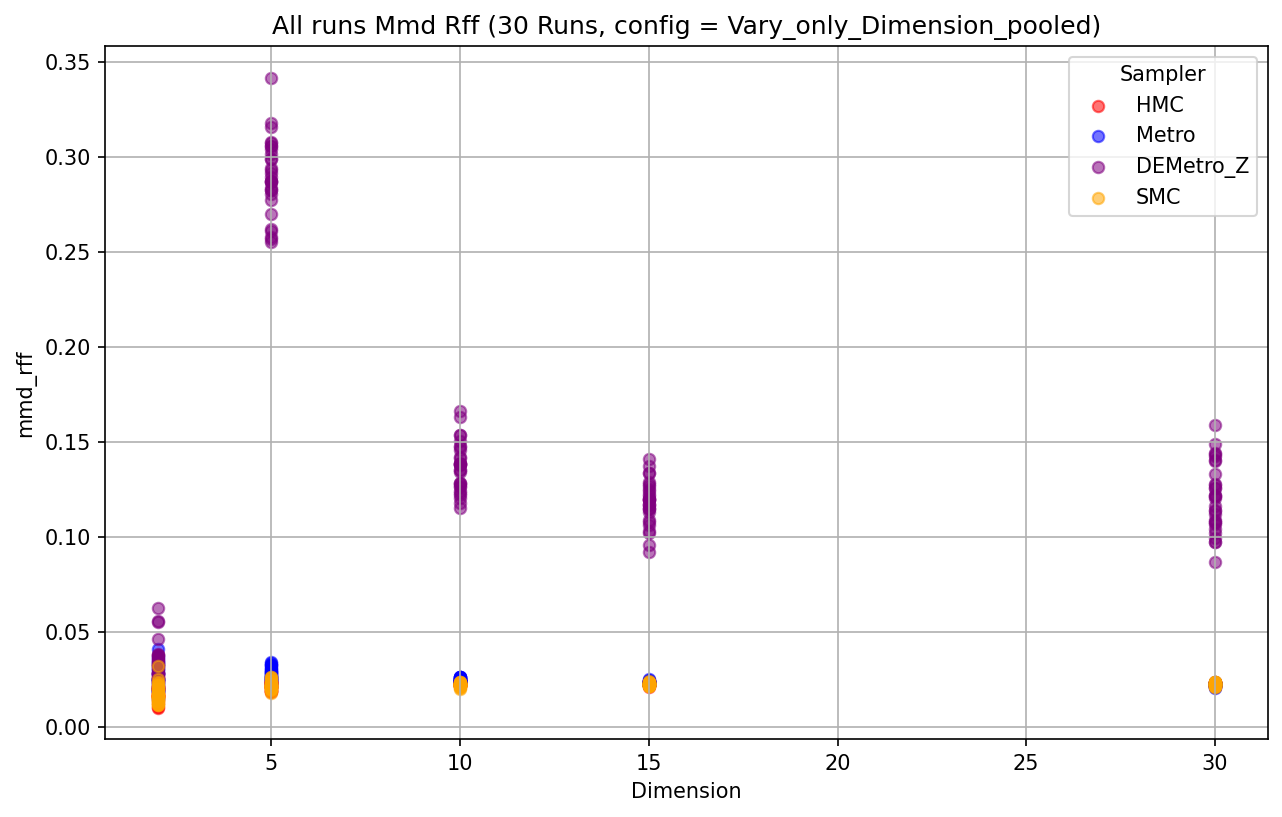 All runs Mmd Rff (30 Runs, config = Vary_only_Dimension_pooled)
Sampler
HMC
Metro
DEMetro_Z
SMC
mmd_rff
0.35
0.30
0.25
0.20
0.15
0.10
0.05
0.00
5 10 15 20 25 30
Dimension